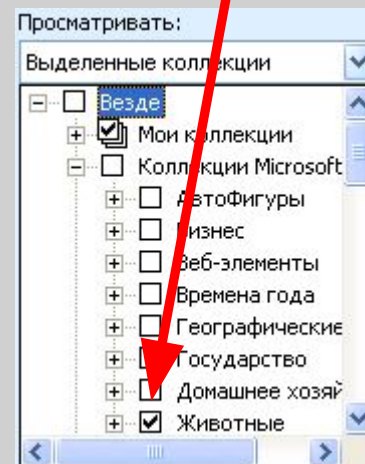 Просматривать:
Выделенные коллекции
Везде
Мои коллекции
Коллекции Microsoft
АвтоФигуры
Бизнес
Веб-элементы
Времена года
Географические
Государство
Домашнее хозяй
Животные